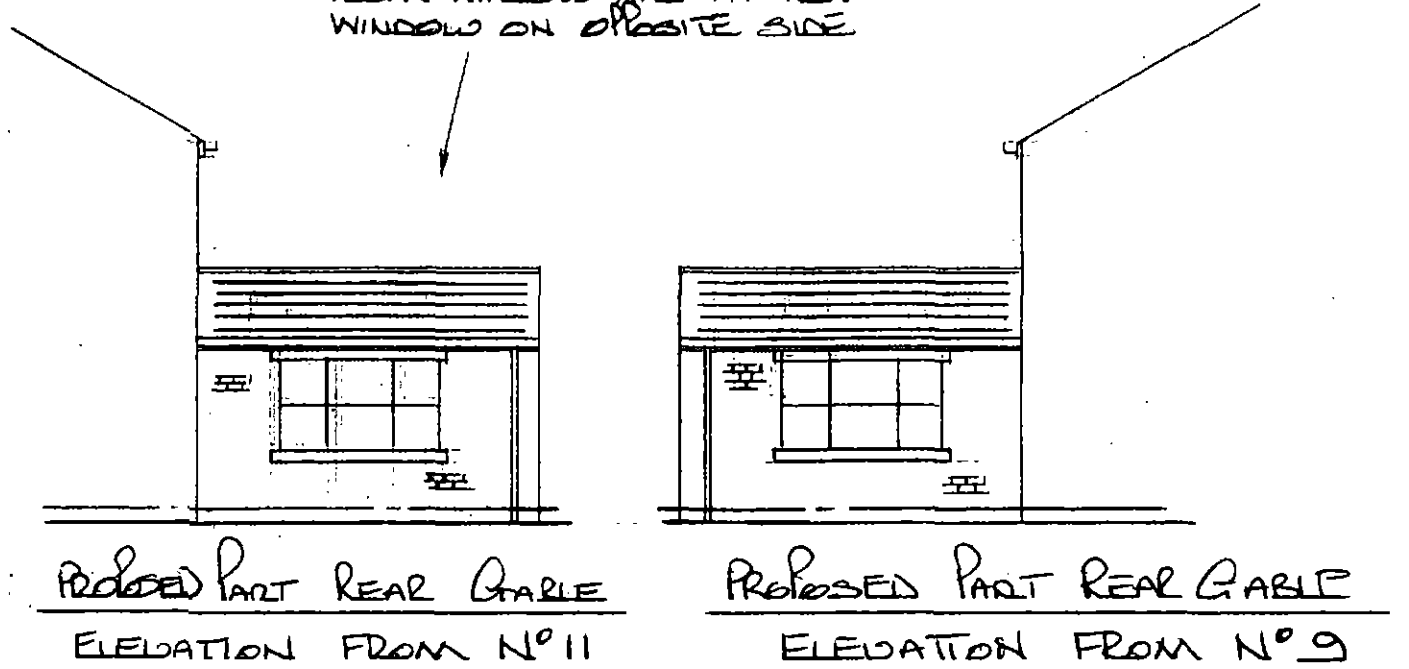 WINDOW ON OPPOSITE SIDE
PROPOSED PART REAR GABLE
ELEVATION FROM Nº 11
PROPOSED PART REAR GABLE
ELEVATION FROM Nº 9